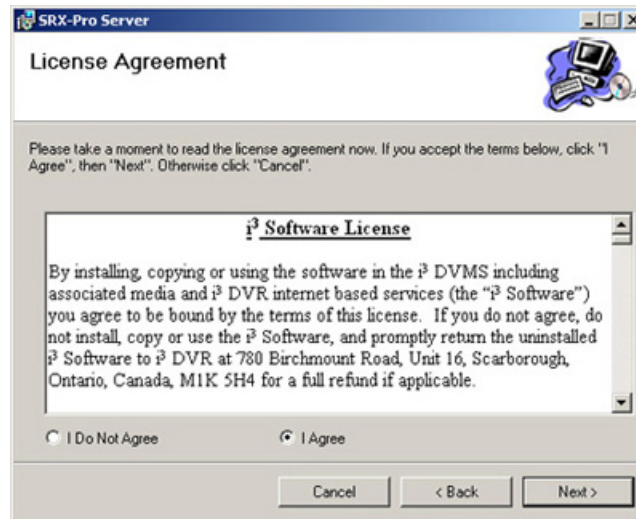 SRX-Pro Server
License Agreement
Please take a moment to read the license agreement now. If you accept the terms below, click "I
Agree", then "Next". Otherwise click "Cancel".
i³ Software License
By installing, copying or using the software in the i³ DVMS including
associated media and i³ DVR internet based services (the “i³ Software”)
you agree to be bound by the terms of this license. If you do not agree, do
not install, copy or use the i³ Software, and promptly return the uninstalled
i³ Software to i³ DVR at 780 Birchmount Road, Unit 16, Scarborough,
Ontario, Canada, M1K 5H4 for a full refund if applicable.
I Do Not Agree
I Agree
Cancel
< Back
Next >